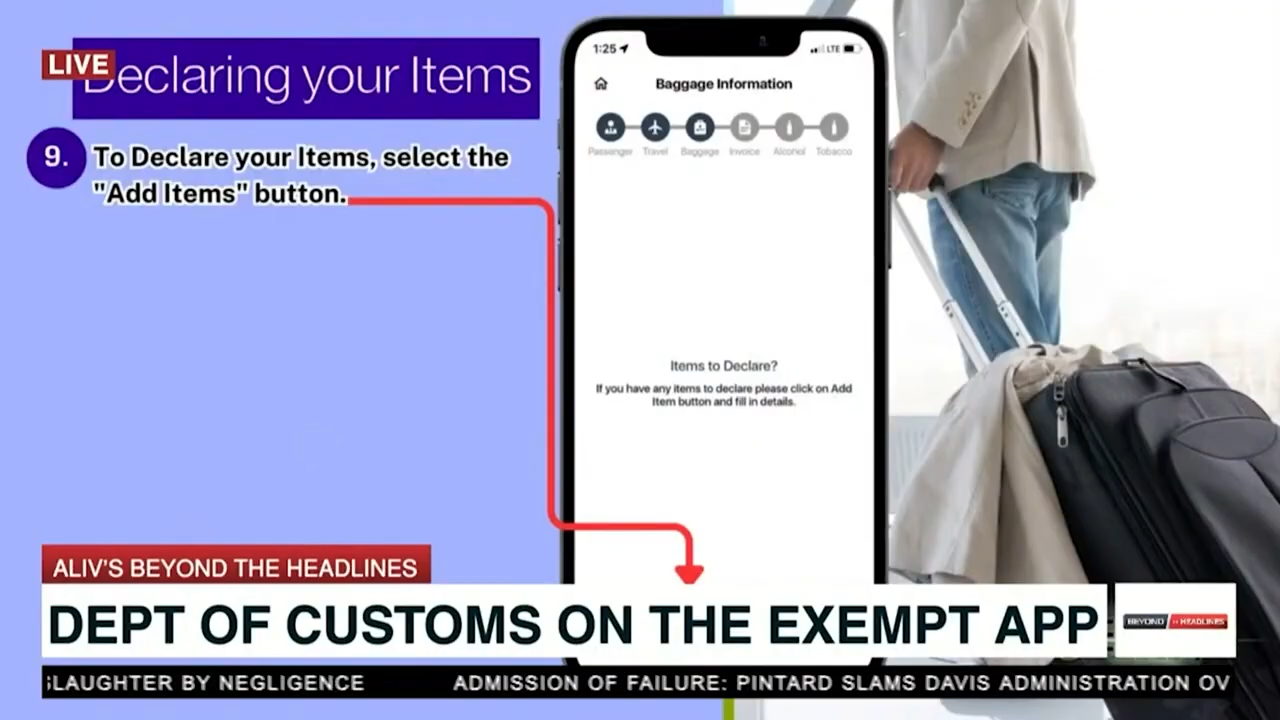 LIVE
Declaring your Items
9.
To Declare your Items, select the
"Add Items" button.
1:25
LTE
Baggage Information
Passenger Travel Baggage Invoice Alcohol Tobacco
Items to Declare?
If you have any items to declare please click on Add
Item button and fill in details.
ALIV'S BEYOND THE HEADLINES
DEPT OF CUSTOMS ON THE EXEMPT APP
BEYOND THE HEADLINES
SLAUGHTER BY NEGLIGENCE ADMISSION OF FAILURE: PINTARD SLAMS DAVIS ADMINISTRATION OV